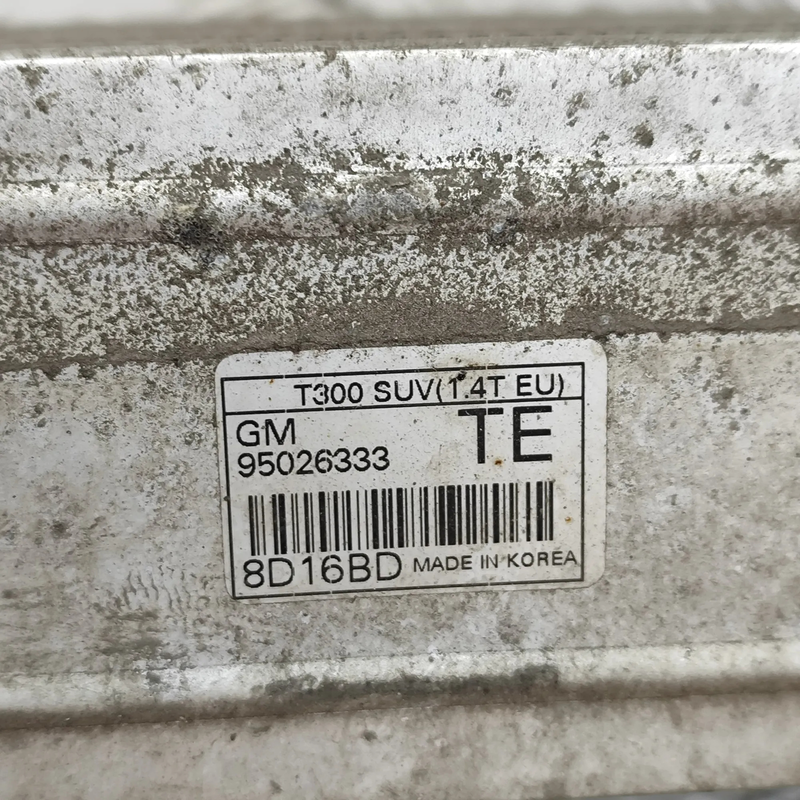 T300 SUV(1.4T EU)
GM TE
95026333
8D16BD MADE IN KOREA